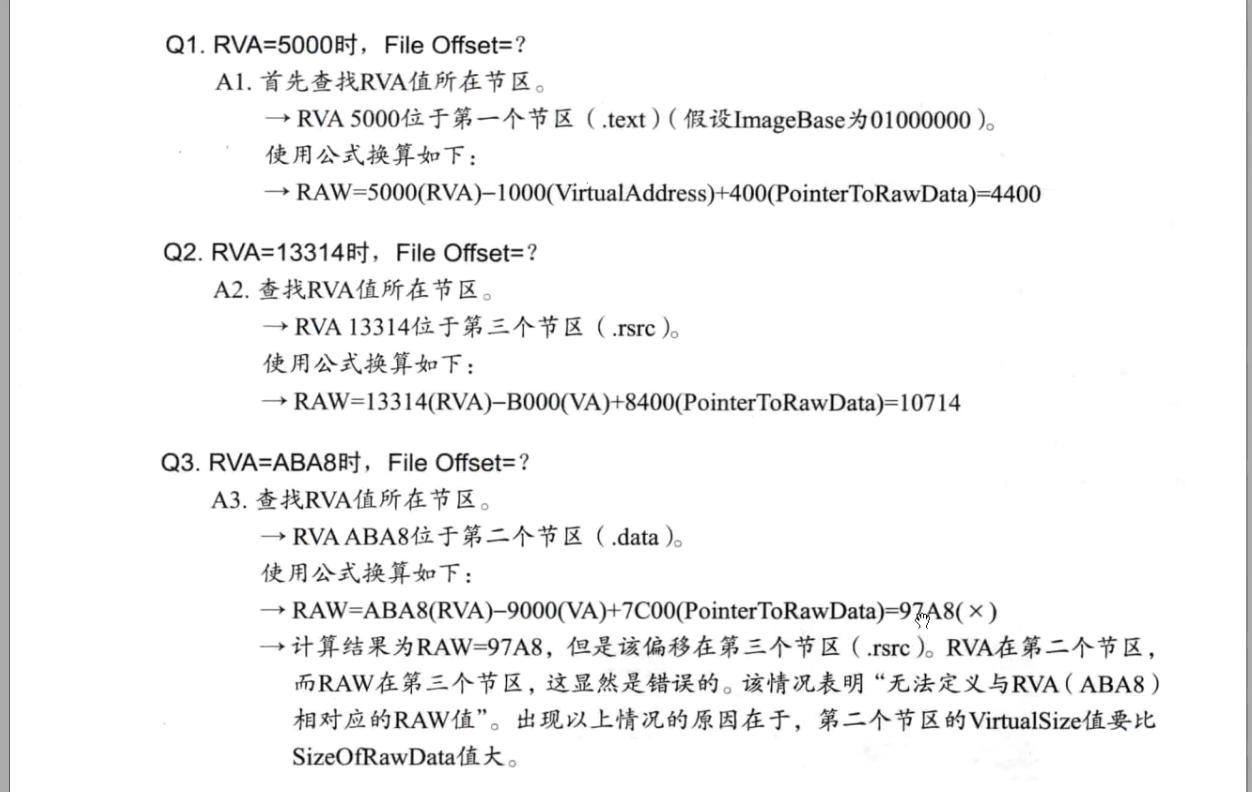 Q1. RVA=5000时，File Offset=？
A1. 首先查找RVA值所在节区。
→RVA 5000位于第一个节区（.text）（假设ImageBase为01000000）。
使用公式换算如下：
→RAW=5000(RVA)–1000(VirtualAddress)+400(PointerToRawData)=4400
Q2. RVA=13314时，File Offset=？
A2. 查找RVA值所在节区。
→RVA 13314位于第三个节区（.rsrc）。
使用公式换算如下：
→RAW=13314(RVA)–B000(VA)+8400(PointerToRawData)=10714
Q3. RVA=ABA8时，File Offset=？
A3. 查找RVA值所在节区。
→RVA ABA8位于第二个节区（.data）。
使用公式换算如下：
→RAW=ABA8(RVA)–9000(VA)+7C00(PointerToRawData)=97A8(×)
→计算结果为RAW=97A8，但是该偏移在第三个节区（.rsrc）。RVA在第二个节区，
而RAW在第三个节区，这显然是错误的。该情况表明“无法定义与RVA（ABA8）
相对应的RAW值”。出现以上情况的原因在于，第二个节区的VirtualSize值要比
SizeOfRawData值大。